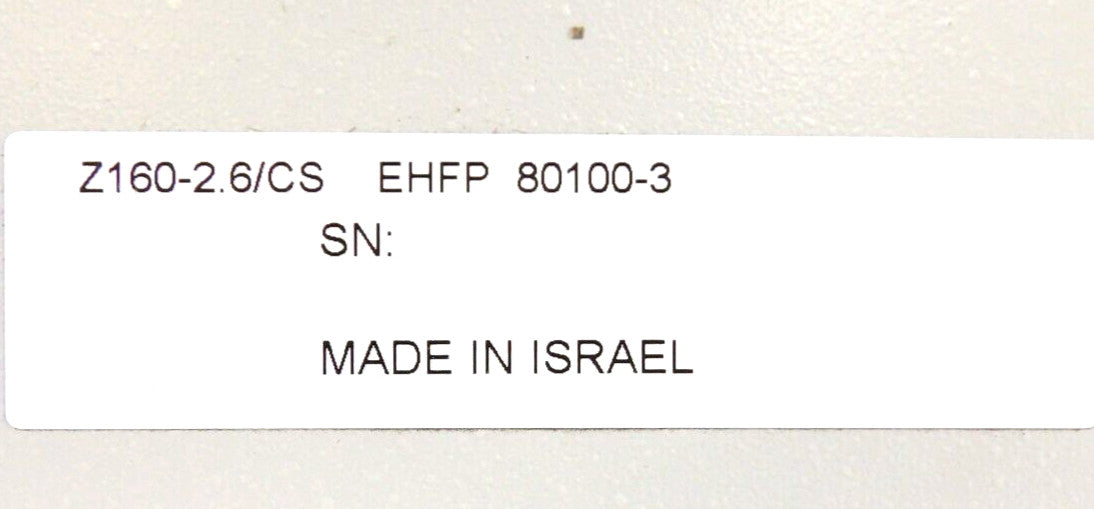 Z160-2.6/CS EHFP 80100-3
SN:
MADE IN ISRAEL